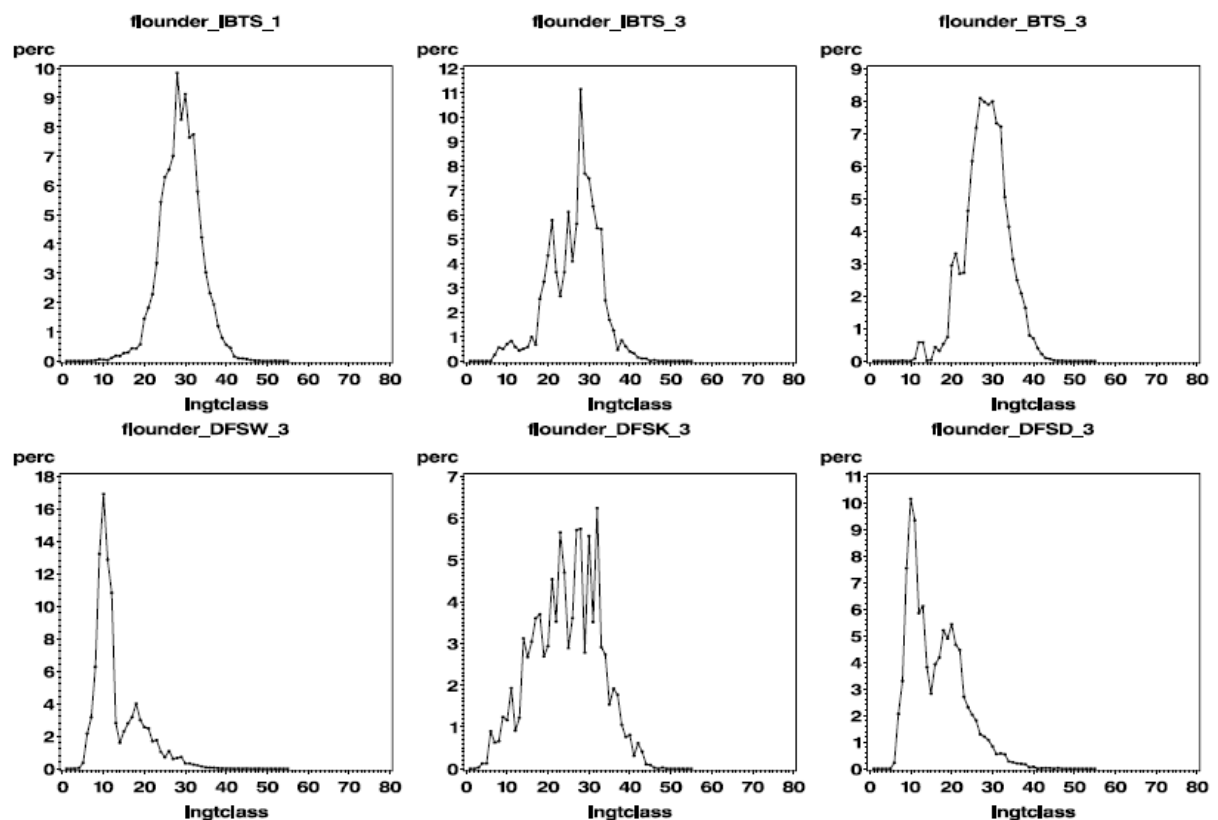 flounder_IBTS_1 flounder_IBTS_3 flounder_BTS_3
perc perc perc
10 12 9
9 11 8
8 10 7
7 9 6
6 8 5
5 7 4
4 6 3
3 5 2
2 4 1
1 3 0
0 2
1
0
0 10 20 30 40 50 60 70 80 0 10 20 30 40 50 60 70 80 0 10 20 30 40 50 60 70 80
lngtclass lngtclass lngtclass
flounder_DFSW_3 flounder_DFSK_3 flounder_DFSD_3
perc perc perc
18 7 11
16 6 10
14 5 9
12 4 8
10 3 7
8 2 6
6 1 5
4 0 4
2 3
0 2
1
0
0 10 20 30 40 50 60 70 80 0 10 20 30 40 50 60 70 80 0 10 20 30 40 50 60 70 80
lngtclass lngtclass lngtclass